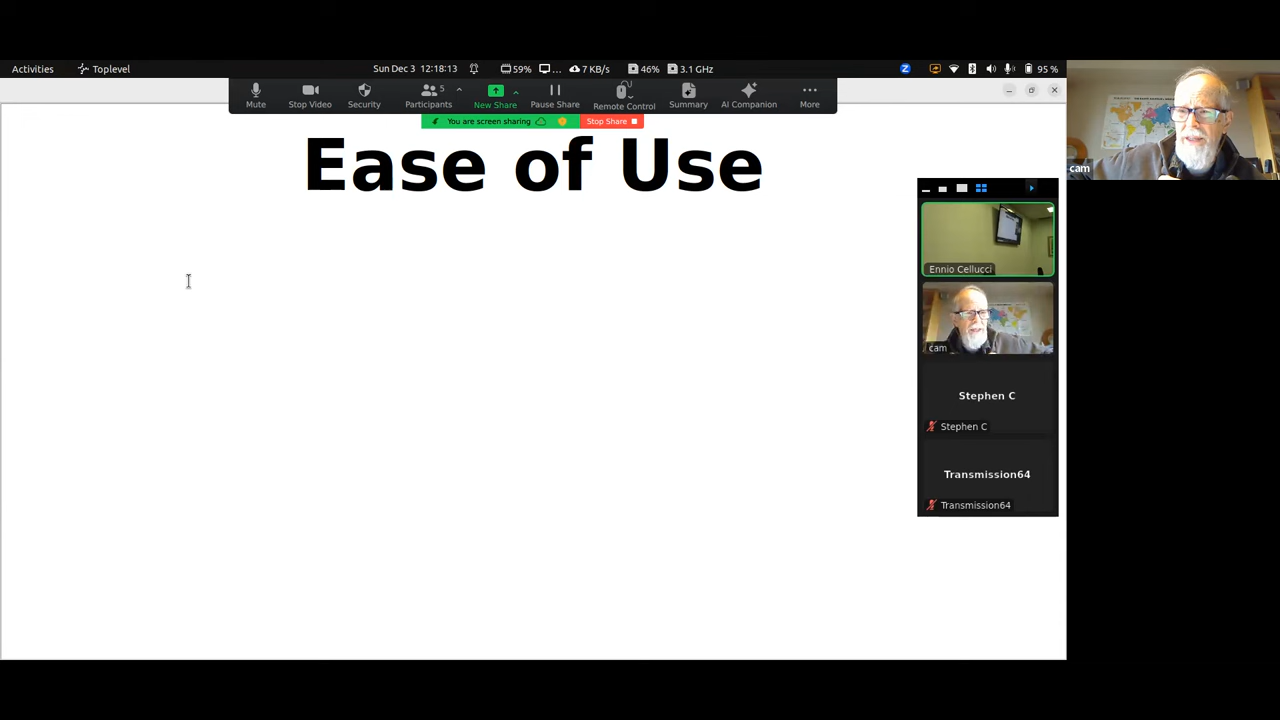 Activities
Toplevel
Sun Dec 3 12:18:13
59%
...
7 KB/s
46%
3.1 GHz
95 %
Mute
Stop Video
Security
5
Participants
New Share
Pause Share
Remote Control
Summary
AI Companion
More
You are screen sharing
Stop Share
Ease of Use
cam
Ennio Cellucci
cam
Stephen C
Stephen C
Transmission64
Transmission64